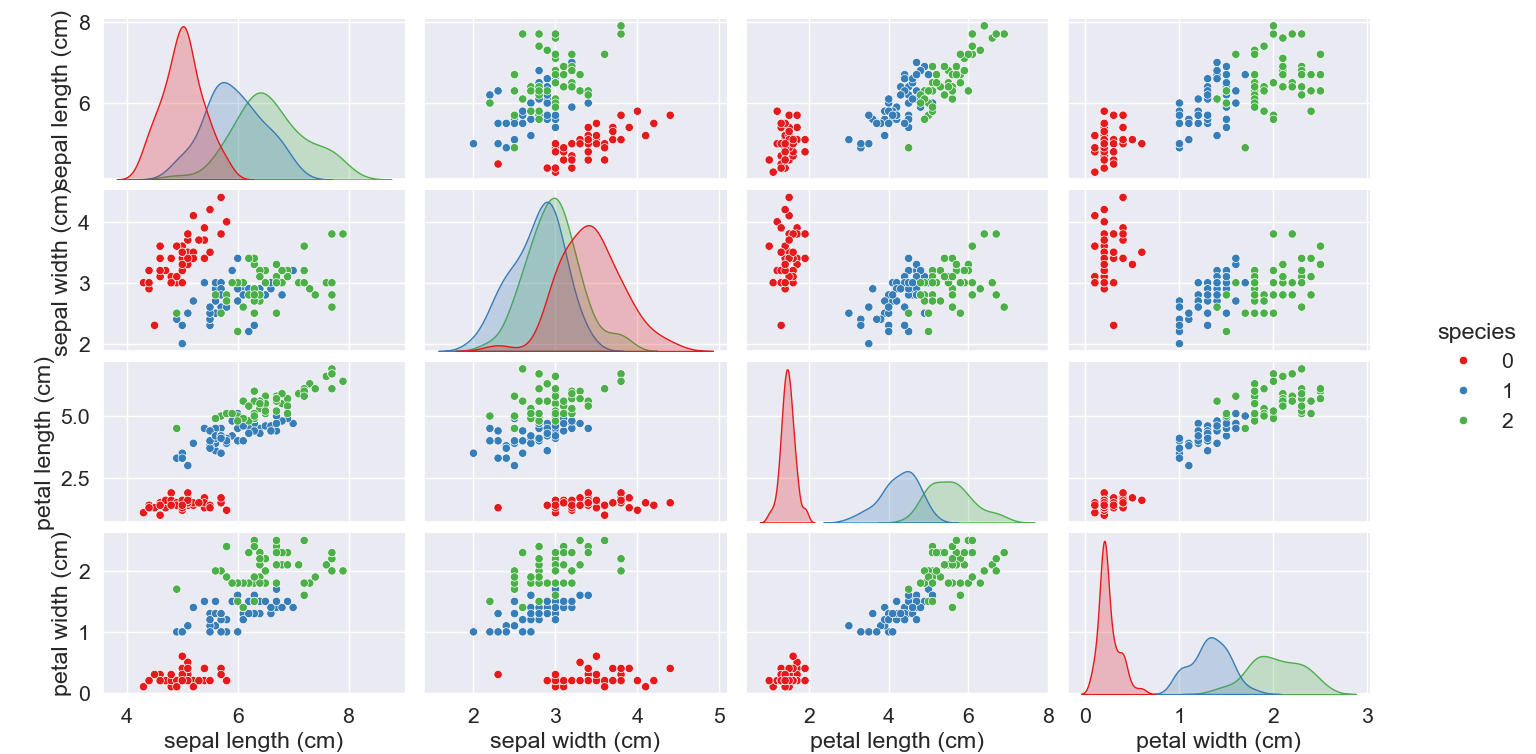 sepal length (cm)
8
6
sepal width (cm)
4
3
2
petal length (cm)
5.0
2.5
petal width (cm)
2
1
0
4 6 8
2 3 4 5
2 4 6 8
0 1 2 3
sepal length (cm)
sepal width (cm)
petal length (cm)
petal width (cm)
species
0
1
2